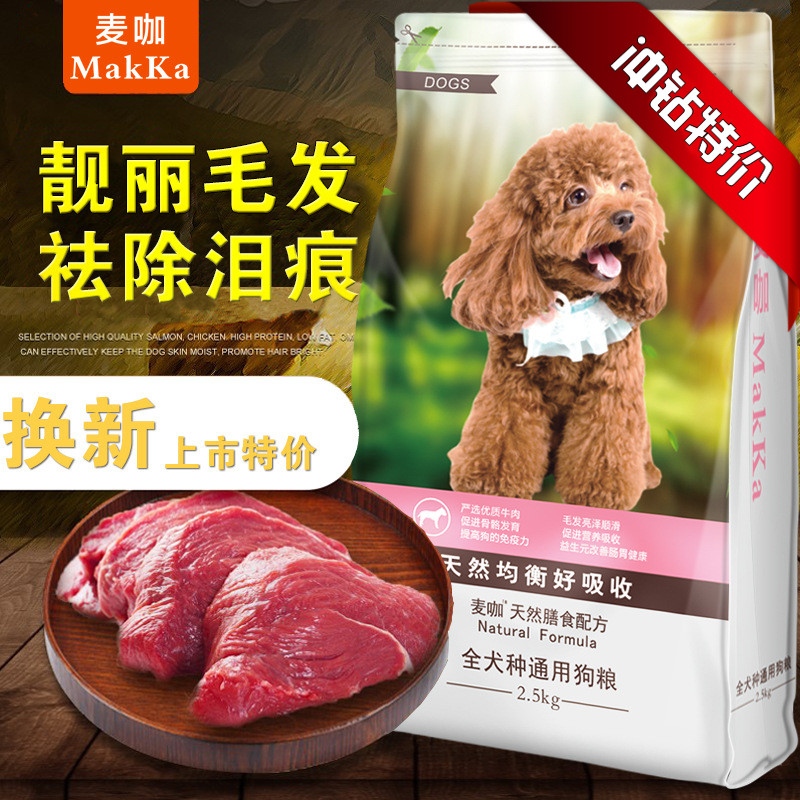 麦咖
MakKa
靓丽毛发
祛除泪痕
SELECTION OF HIGH QUALITY SALMON, CHICKEN. HIGH PROTEIN, LOW FAT
CAN EFFECTIVELY KEEP THE DOG SKIN MOIST, PROMOTE HAIR BRIGHT
换新 上市特价
冲钻特价
DOGS
严选优质牛肉
促进骨骼发育
提高狗的免疫力
毛发亮泽顺滑
促进营养吸收
益生元改善肠胃健康
天然均衡好吸收
麦咖 天然膳食配方
Natural Formula
全犬种通用狗粮
2.5kg
咖 MakKa
全犬种通用狗粮
2.5kg